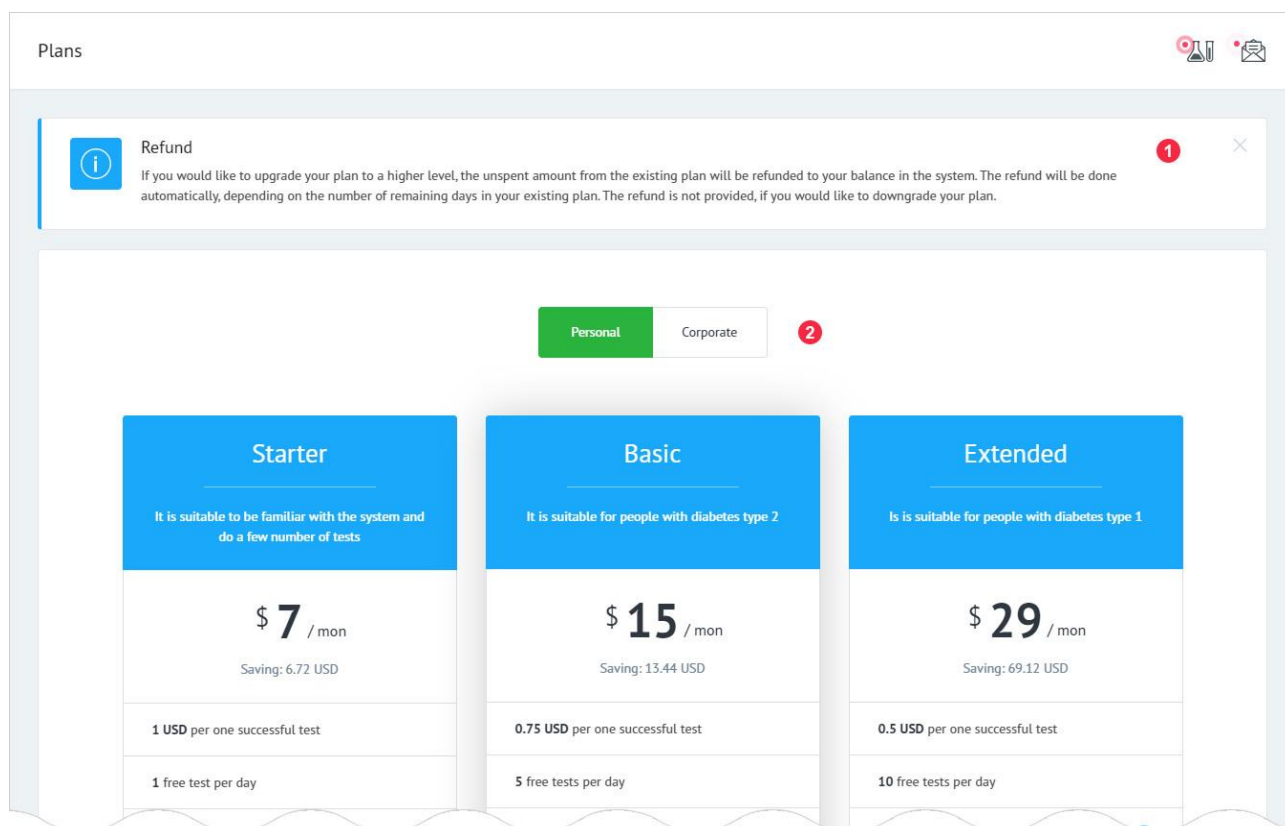 Plans
Refund
1
If you would like to upgrade your plan to a higher level, the unspent amount from the existing plan will be refunded to your balance in the system. The refund will be done
automatically, depending on the number of remaining days in your existing plan. The refund is not provided, if you would like to downgrade your plan.
Personal
Corporate
2
Starter
It is suitable to be familiar with the system and
do a few number of tests
$ 7 / mon
Saving: 6.72 USD
1 USD per one successful test
1 free test per day
Basic
It is suitable for people with diabetes type 2
$ 15 / mon
Saving: 13.44 USD
0.75 USD per one successful test
5 free tests per day
Extended
Is is suitable for people with diabetes type 1
$ 29 / mon
Saving: 69.12 USD
0.5 USD per one successful test
10 free tests per day